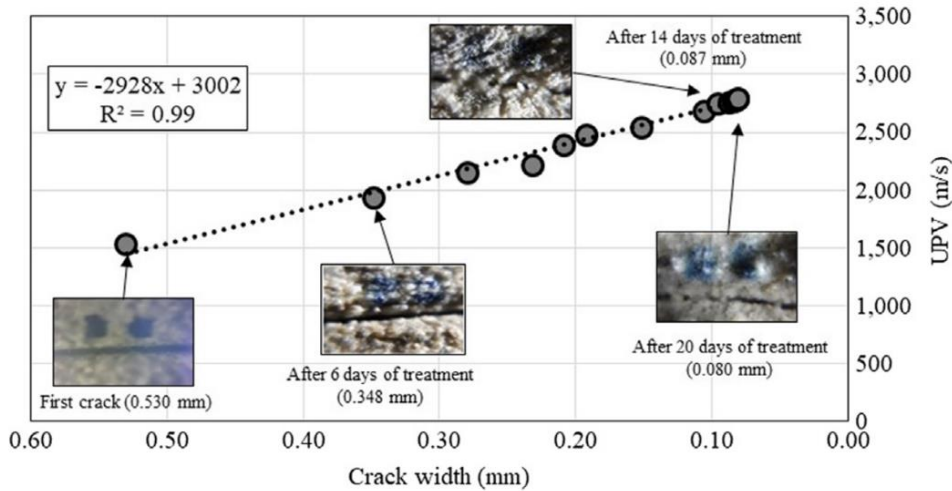 3,500
After 14 days of treatment
(0.087 mm)
y = -2928x + 3002
R² = 0.99
3,000
2,500
2,000
1,500
1,000
500
0
UPV (m/s)
After 20 days of treatment
(0.080 mm)
After 6 days of treatment
(0.348 mm)
First crack (0.530 mm)
0.60
0.50
0.40
0.30
0.20
0.10
0.00
Crack width (mm)